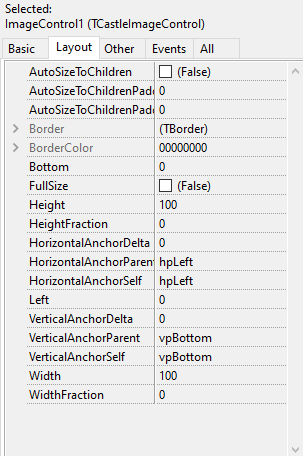 Selected:
ImageControl1 (TCastleImageControl)
Basic Layout Other Events All
AutoSizeToChildren (False)
AutoSizeToChildrenPadd 0
AutoSizeToChildrenPadd 0
Border (TBorder)
BorderColor 00000000
Bottom 0
FullSize (False)
Height 100
HeightFraction 0
HorizontalAnchorDelta 0
HorizontalAnchorParent hpLeft
HorizontalAnchorSelf hpLeft
Left 0
VerticalAnchorDelta 0
VerticalAnchorParent vpBottom
VerticalAnchorSelf vpBottom
Width 100
WidthFraction 0